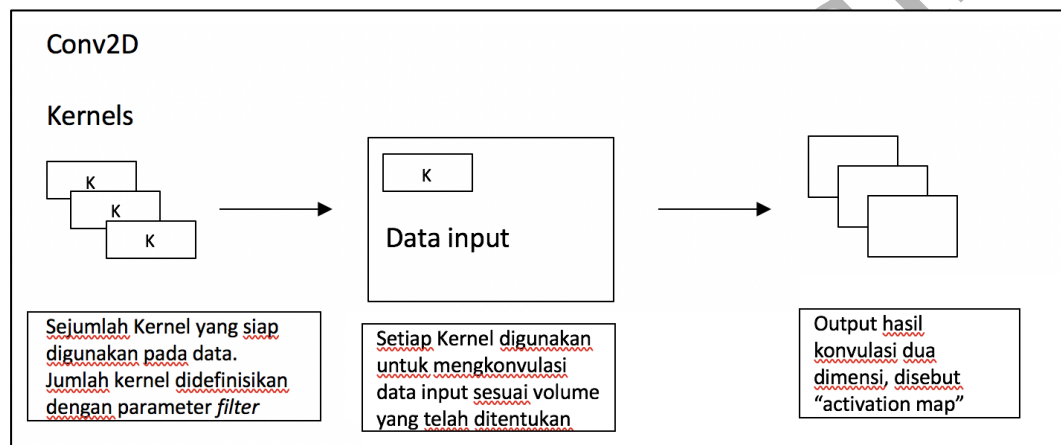 Conv2D
Kernels
K
K
K
K
Data input
Sejumlah Kernel yang siap
digunakan pada data.
Jumlah kernel didefinisikan
dengan parameter filter
Setiap Kernel digunakan
untuk mengkonvulasi
data input sesuai volume
yang telah ditentukan
Output hasil
konvulasi dua
dimensi, disebut
“activation map”